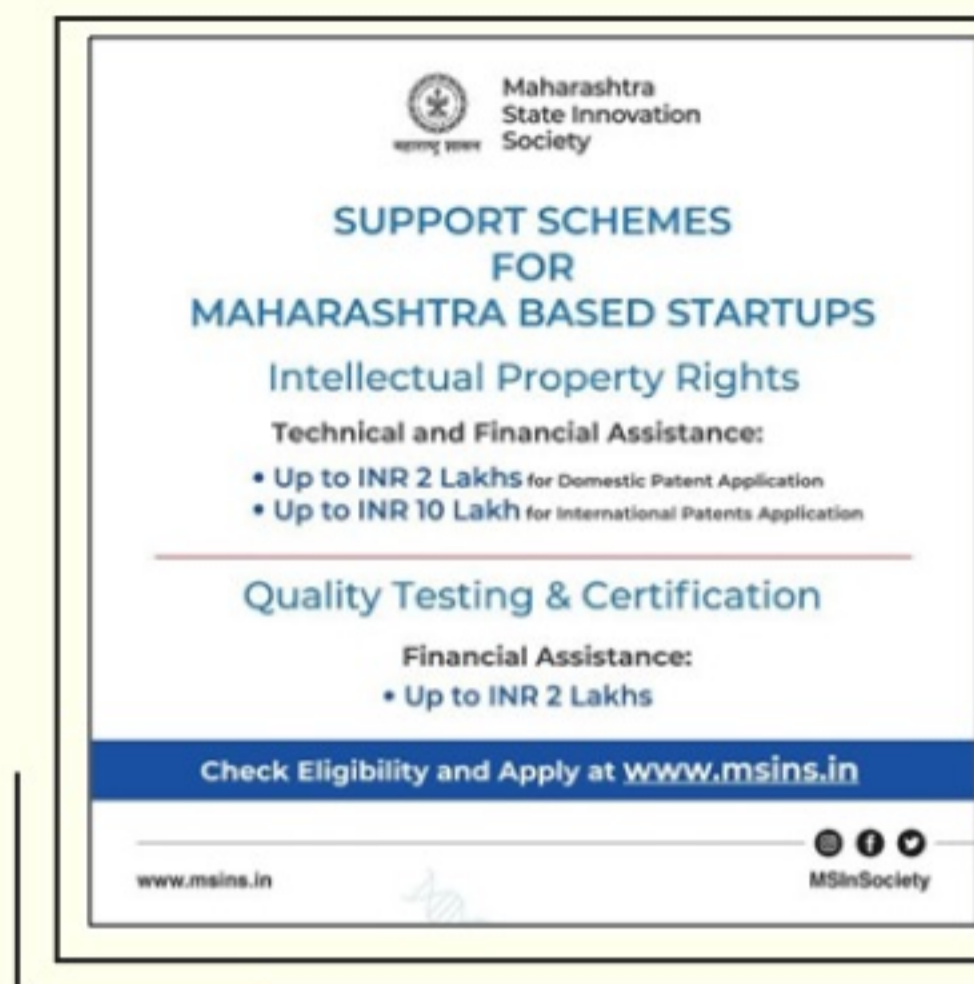 Maharashtra
State Innovation
Society
महाराष्ट्र शासन
SUPPORT SCHEMES
FOR
MAHARASHTRA BASED STARTUPS
Intellectual Property Rights
Technical and Financial Assistance:
• Up to INR 2 Lakhs for Domestic Patent Application
• Up to INR 10 Lakh for International Patents Application
Quality Testing & Certification
Financial Assistance:
• Up to INR 2 Lakhs
Check Eligibility and Apply at www.msins.in
www.msins.in
MSInSociety